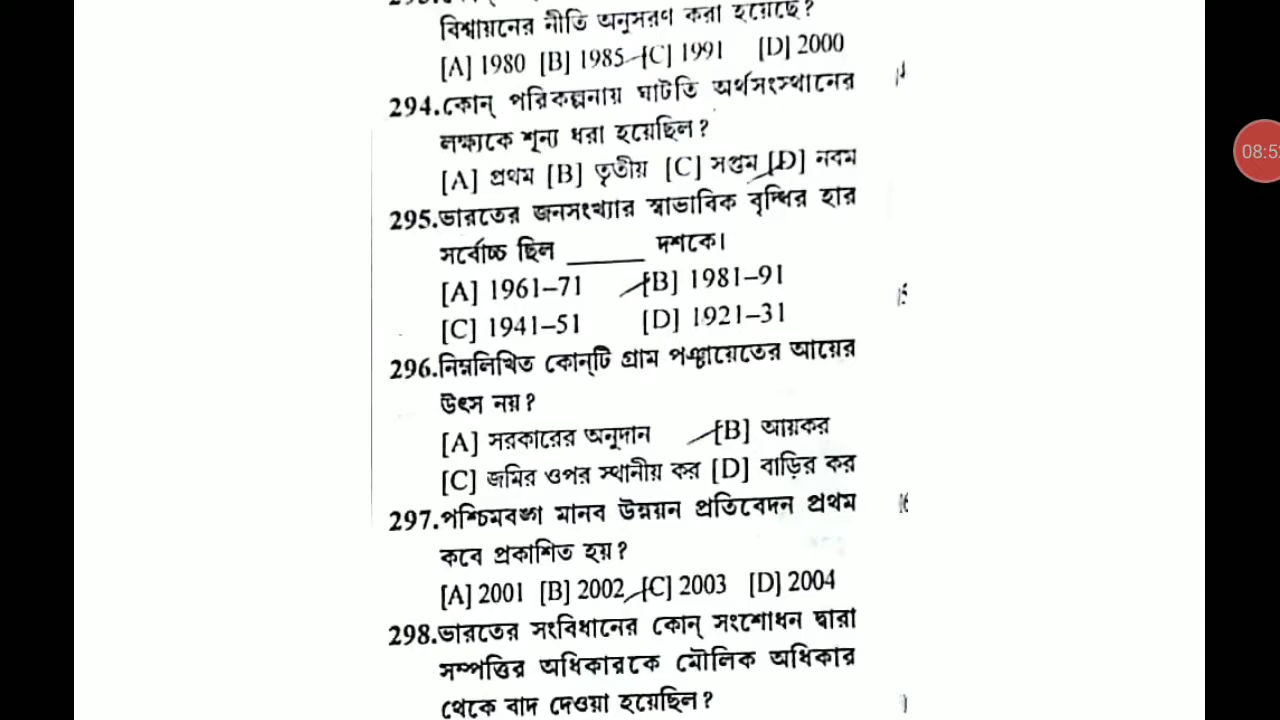 বিশ্বায়নের নীতি অনুসরণ করা হয়েছে?
[A] 1980 [B] 1985 [C] 1991 [D] 2000
294.কোন্ পরিকল্পনায় ঘাটতি অর্থসংস্থানের
লক্ষ্যকে শূন্য ধরা হয়েছিল?
[A] প্রথম [B] তৃতীয় [C] সপ্তম [D] নবম
295.ভারতের জনসংখ্যার স্বাভাবিক বৃদ্ধির হার
সর্বোচ্চ ছিল ______ দশকে।
[A] 1961–71 [B] 1981–91
[C] 1941–51 [D] 1921–31
296.নিম্নলিখিত কোন্‌টি গ্রাম পঞ্চায়েতের আয়ের
উৎস নয়?
[A] সরকারের অনুদান [B] আয়কর
[C] জমির ওপর স্থানীয় কর [D] বাড়ির কর
297.পশ্চিমবঙ্গ মানব উন্নয়ন প্রতিবেদন প্রথম
কবে প্রকাশিত হয়?
[A] 2001 [B] 2002 [C] 2003 [D] 2004
298.ভারতের সংবিধানের কোন্ সংশোধন দ্বারা
সম্পত্তির অধিকারকে মৌলিক অধিকার
থেকে বাদ দেওয়া হয়েছিল?